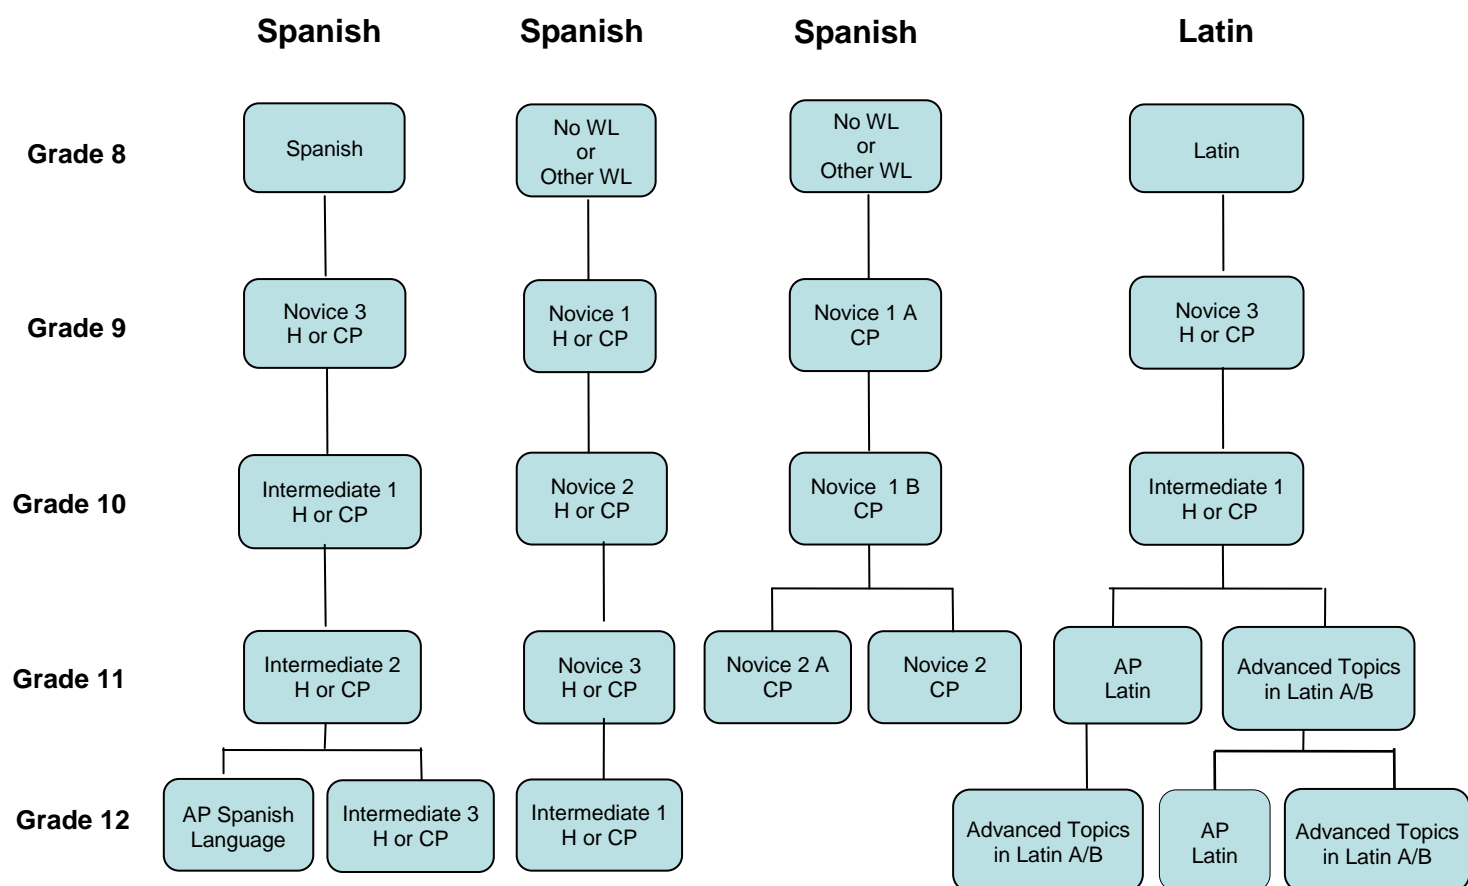 Spanish
Spanish
Spanish
Latin
Grade 8
Spanish
No WL
or
Other WL
No WL
or
Other WL
Latin
Grade 9
Novice 3
H or CP
Novice 1
H or CP
Novice 1 A
CP
Novice 3
H or CP
Grade 10
Intermediate 1
H or CP
Novice 2
H or CP
Novice 1 B
CP
Intermediate 1
H or CP
Grade 11
Intermediate 2
H or CP
Novice 3
H or CP
Novice 2 A
CP
Novice 2
CP
AP
Latin
Advanced Topics
in Latin A/B
Grade 12
AP Spanish
Language
Intermediate 3
H or CP
Intermediate 1
H or CP
Advanced Topics
in Latin A/B
AP
Latin
Advanced Topics
in Latin A/B